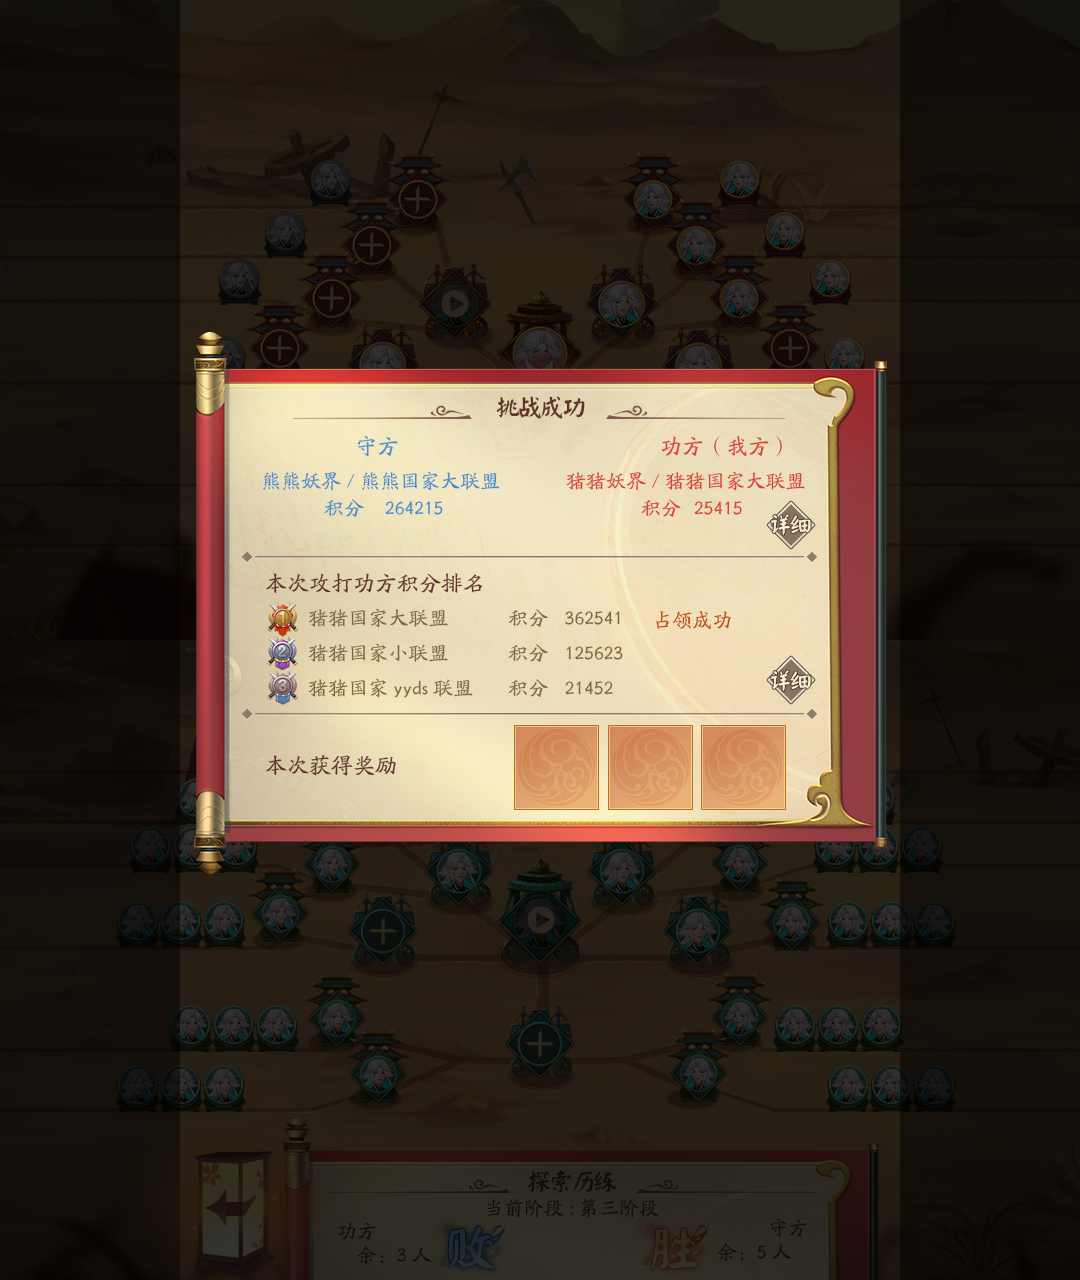 挑战成功
守方
功方（我方）
熊熊妖界 / 熊熊国家大联盟
猪猪妖界 / 猪猪国家大联盟
积分 264215
积分 25415
详细
本次攻打功方积分排名
1 猪猪国家大联盟 积分 362541 占领成功
2 猪猪国家小联盟 积分 125623
3 猪猪国家 yyds 联盟 积分 21452
详细
本次获得奖励
探索历练
当前阶段 : 第三阶段
功方
守方
余: 3 人 败 胜 余: 5 人